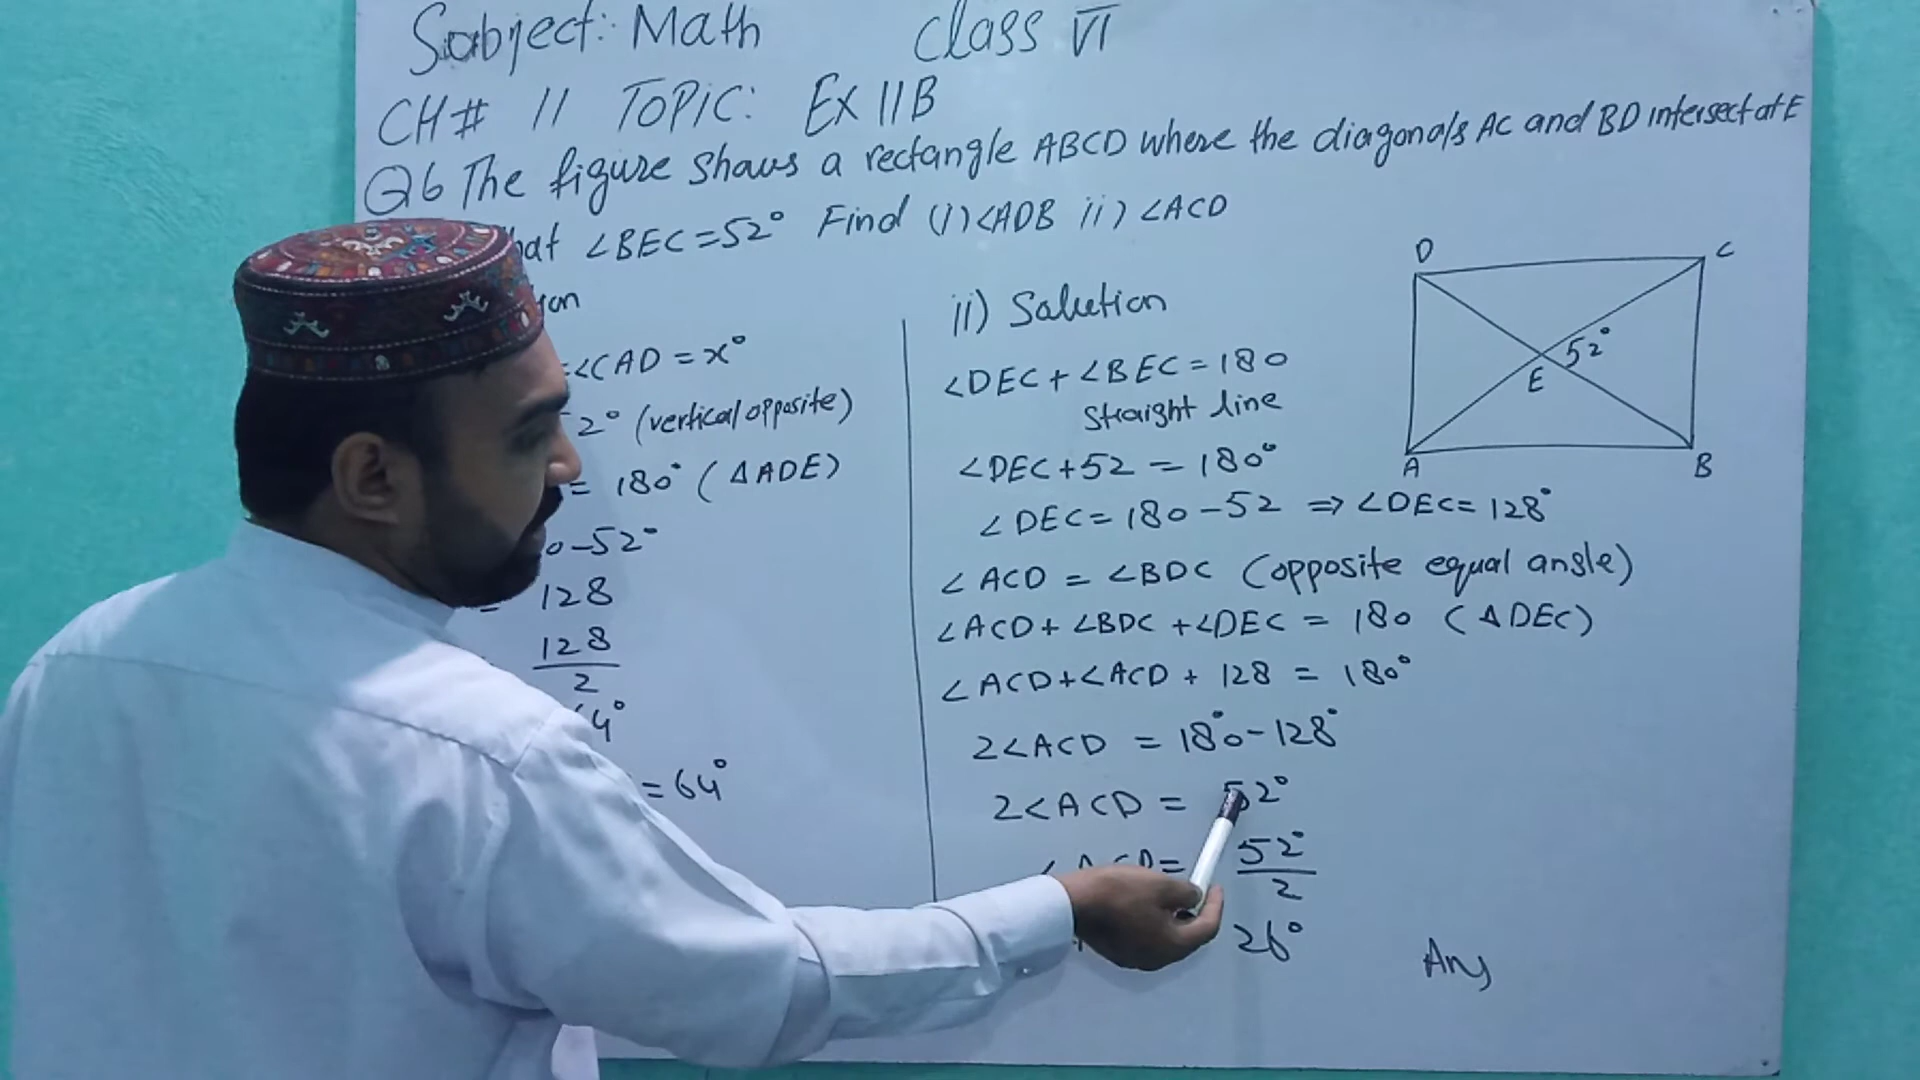 Subject: Math Class VI
CH# 11 TOPIC: EX 11B
Q6 The figure shows a rectangle ABCD where the diagonals AC and BD intersect at E
∠BEC=52° Find (i)∠ADB ii)∠ACD
=∠CAD=x°
2° (vertical opposite)
= 180° (△ADE)
0-52°
= 128
128
2
4°
=64°
ii) Solution
∠DEC+∠BEC=180
Straight line
∠DEC+52=180°
∠DEC=180-52 ⇒∠DEC=128°
∠ACD=∠BDC (opposite equal angle)
∠ACD+∠BDC+∠DEC=180 (△DEC)
∠ACD+∠ACD+128=180°
2∠ACD=180°-128°
2∠ACD=52°
52°
2
26°
Ans
D C
52°
E
A B